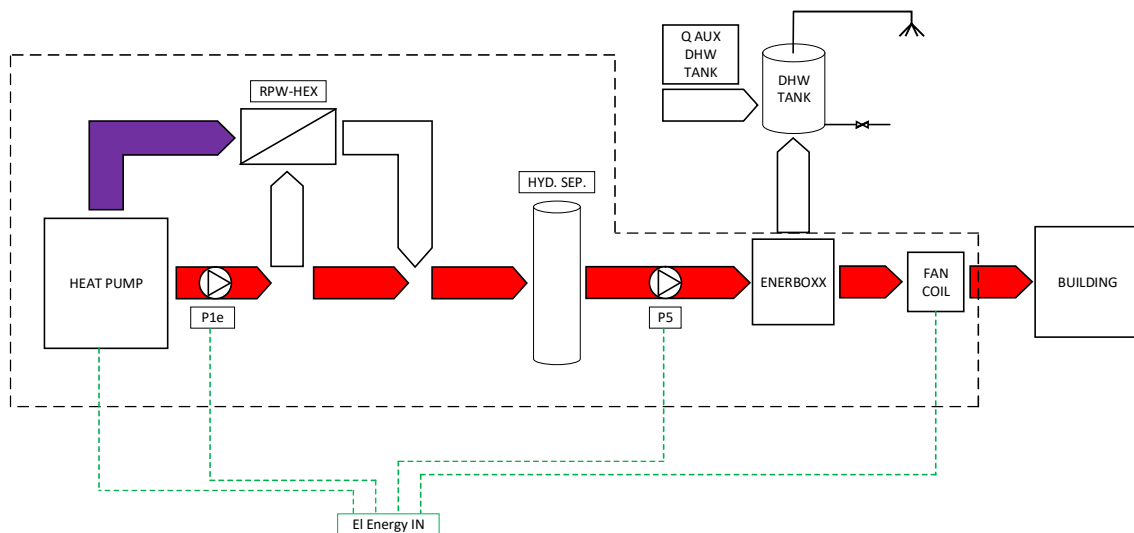 Q AUX
DHW
TANK
DHW
TANK
RPW-HEX
HYD. SEP.
HEAT PUMP
ENERBOXX
FAN
COIL
BUILDING
P1e
P5
El Energy IN